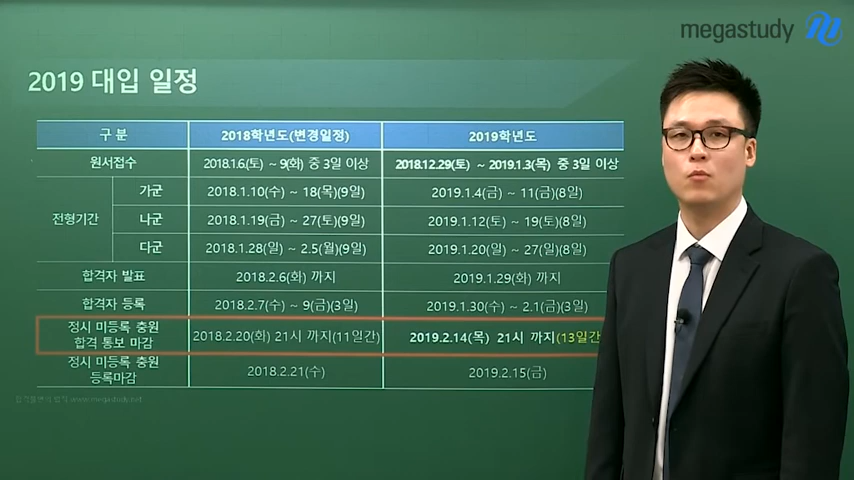 megastudy
2019 대입 일정
구 분 2018학년도(변경일정) 2019학년도
원서접수 2018.1.6(토) ~ 9(화) 중 3일 이상 2018.12.29(토) ~ 2019.1.3(목) 중 3일 이상
전형기간 가군 2018.1.10(수) ~ 18(목)(9일) 2019.1.4(금) ~ 11(금)(8일)
나군 2018.1.19(금) ~ 27(토)(9일) 2019.1.12(토) ~ 19(토)(8일)
다군 2018.1.28(일) ~ 2.5(월)(9일) 2019.1.20(일) ~ 27(일)(8일)
합격자 발표 2018.2.6(화) 까지 2019.1.29(화) 까지
합격자 등록 2018.2.7(수) ~ 9(금)(3일) 2019.1.30(수) ~ 2.1(금)(3일)
정시 미등록 충원
합격 통보 마감 2018.2.20(화) 21시 까지(11일간) 2019.2.14(목) 21시 까지(13일간
정시 미등록 충원
등록마감 2018.2.21(수) 2019.2.15(금)
www.megastudy.net